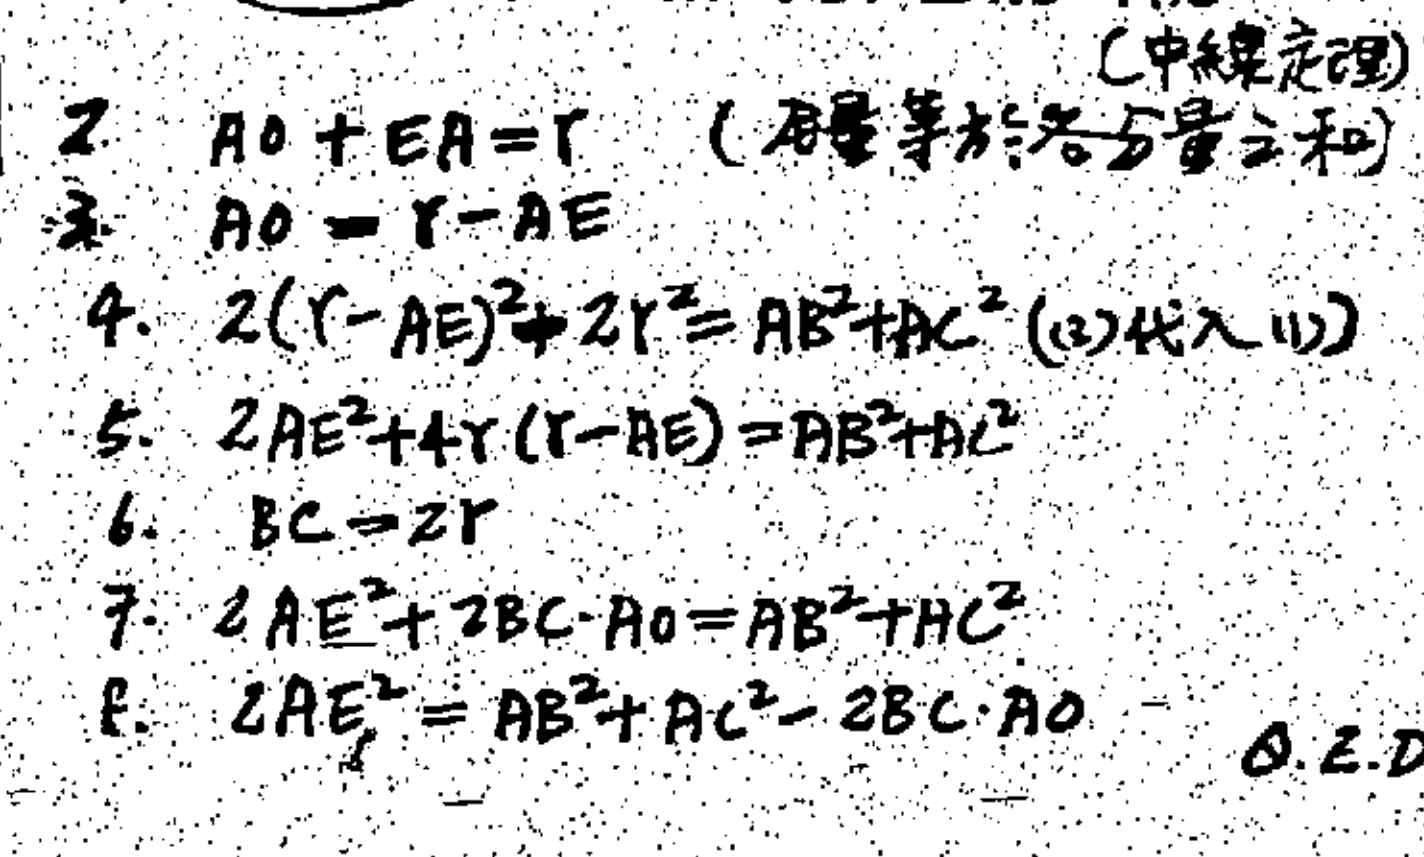 (中線定理)
2. AO + EA = r (全量等於各分量之和)
3. AO = r - AE
4. 2(r - AE)² + 2r² = AB² + AC² ((3)代入(1))
5. 2AE² + 4r(r - AE) = AB² + AC²
6. BC = 2r
7. 2AE² + 2BC·AO = AB² + AC²
8. 2AE² = AB² + AC² - 2BC·AO
Q.E.D